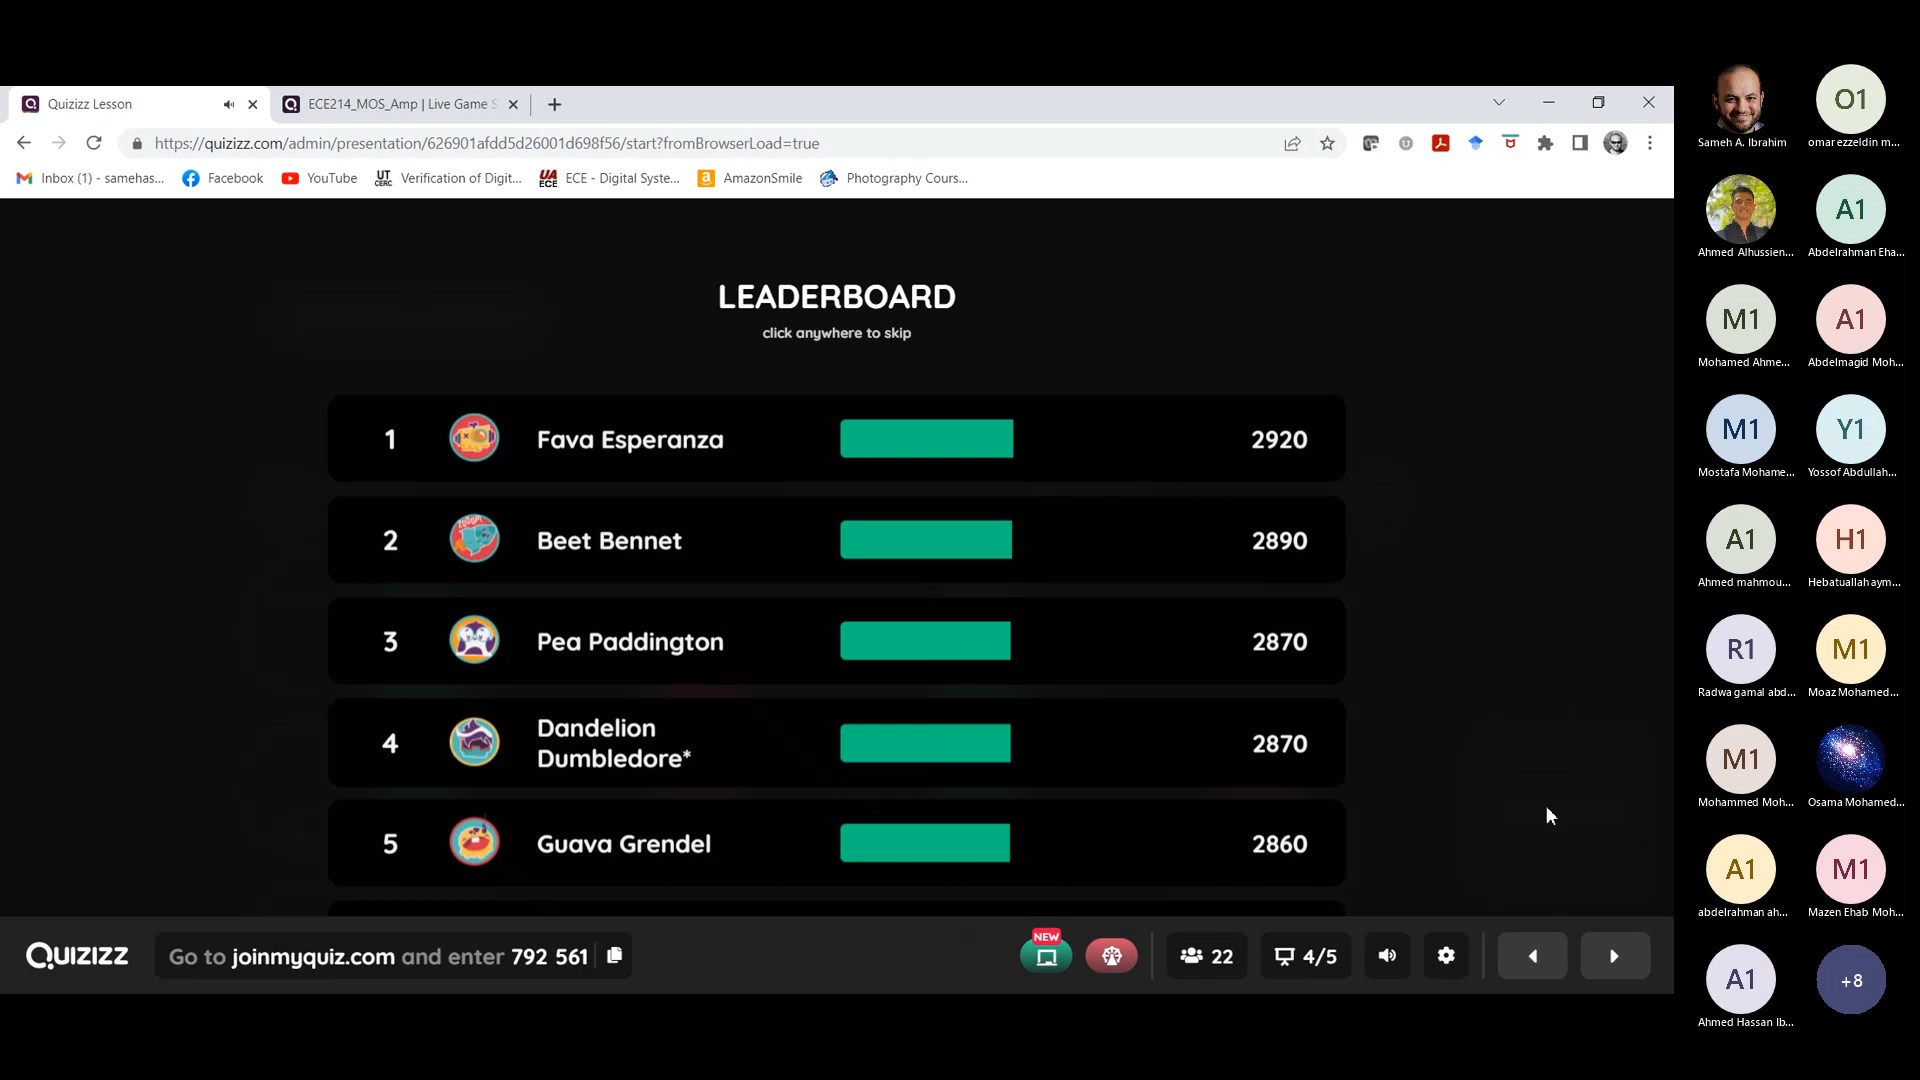 Quizizz Lesson
ECE214_MOS_Amp | Live Game S
https://quizizz.com/admin/presentation/626901afdd5d26001d698f56/start?fromBrowserLoad=true
Inbox (1) - samehas...
Facebook
YouTube
UT CERC Verification of Digit...
UA ECE ECE - Digital Syste...
AmazonSmile
Photography Cours...
LEADERBOARD
click anywhere to skip
1 Fava Esperanza 2920
2 Beet Bennet 2890
3 Pea Paddington 2870
4 Dandelion Dumbledore* 2870
5 Guava Grendel 2860
QUIZIZZ
Go to joinmyquiz.com and enter 792 561
NEW
22
4/5
Sameh A. Ibrahim
O1
omar ezzeldin m...
Ahmed Alhussien...
A1
Abdelrahman Eha...
M1
Mohamed Ahme...
A1
Abdelmagid Moh...
M1
Mostafa Mohame...
Y1
Yossof Abdullah...
A1
Ahmed mahmou...
H1
Hebatuallah aym...
R1
Radwa gamal abd...
M1
Moaz Mohamed...
M1
Mohammed Moh...
Osama Mohamed...
A1
abdelrahman ah...
M1
Mazen Ehab Moh...
A1
Ahmed Hassan Ib...
+8